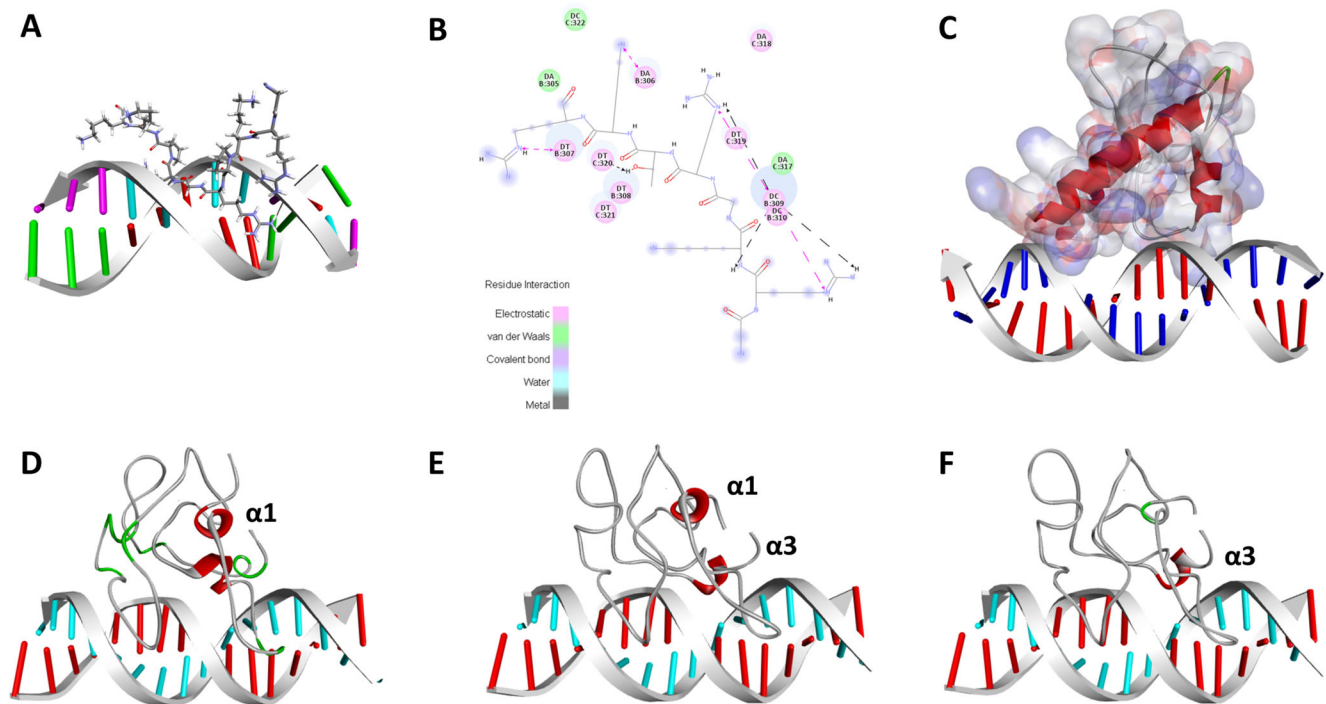 A
B
C
DC
C:322
DA
C:318
DA
B:305
DA
B:306
DT
C:319
DT
B:307
DT
C:320
DA
C:317
DT
B:308
DC
B:309
DT
C:321
DC
B:310
Residue Interaction
Electrostatic
van der Waals
Covalent bond
Water
Metal
D
α1
E
α1
α3
F
α3